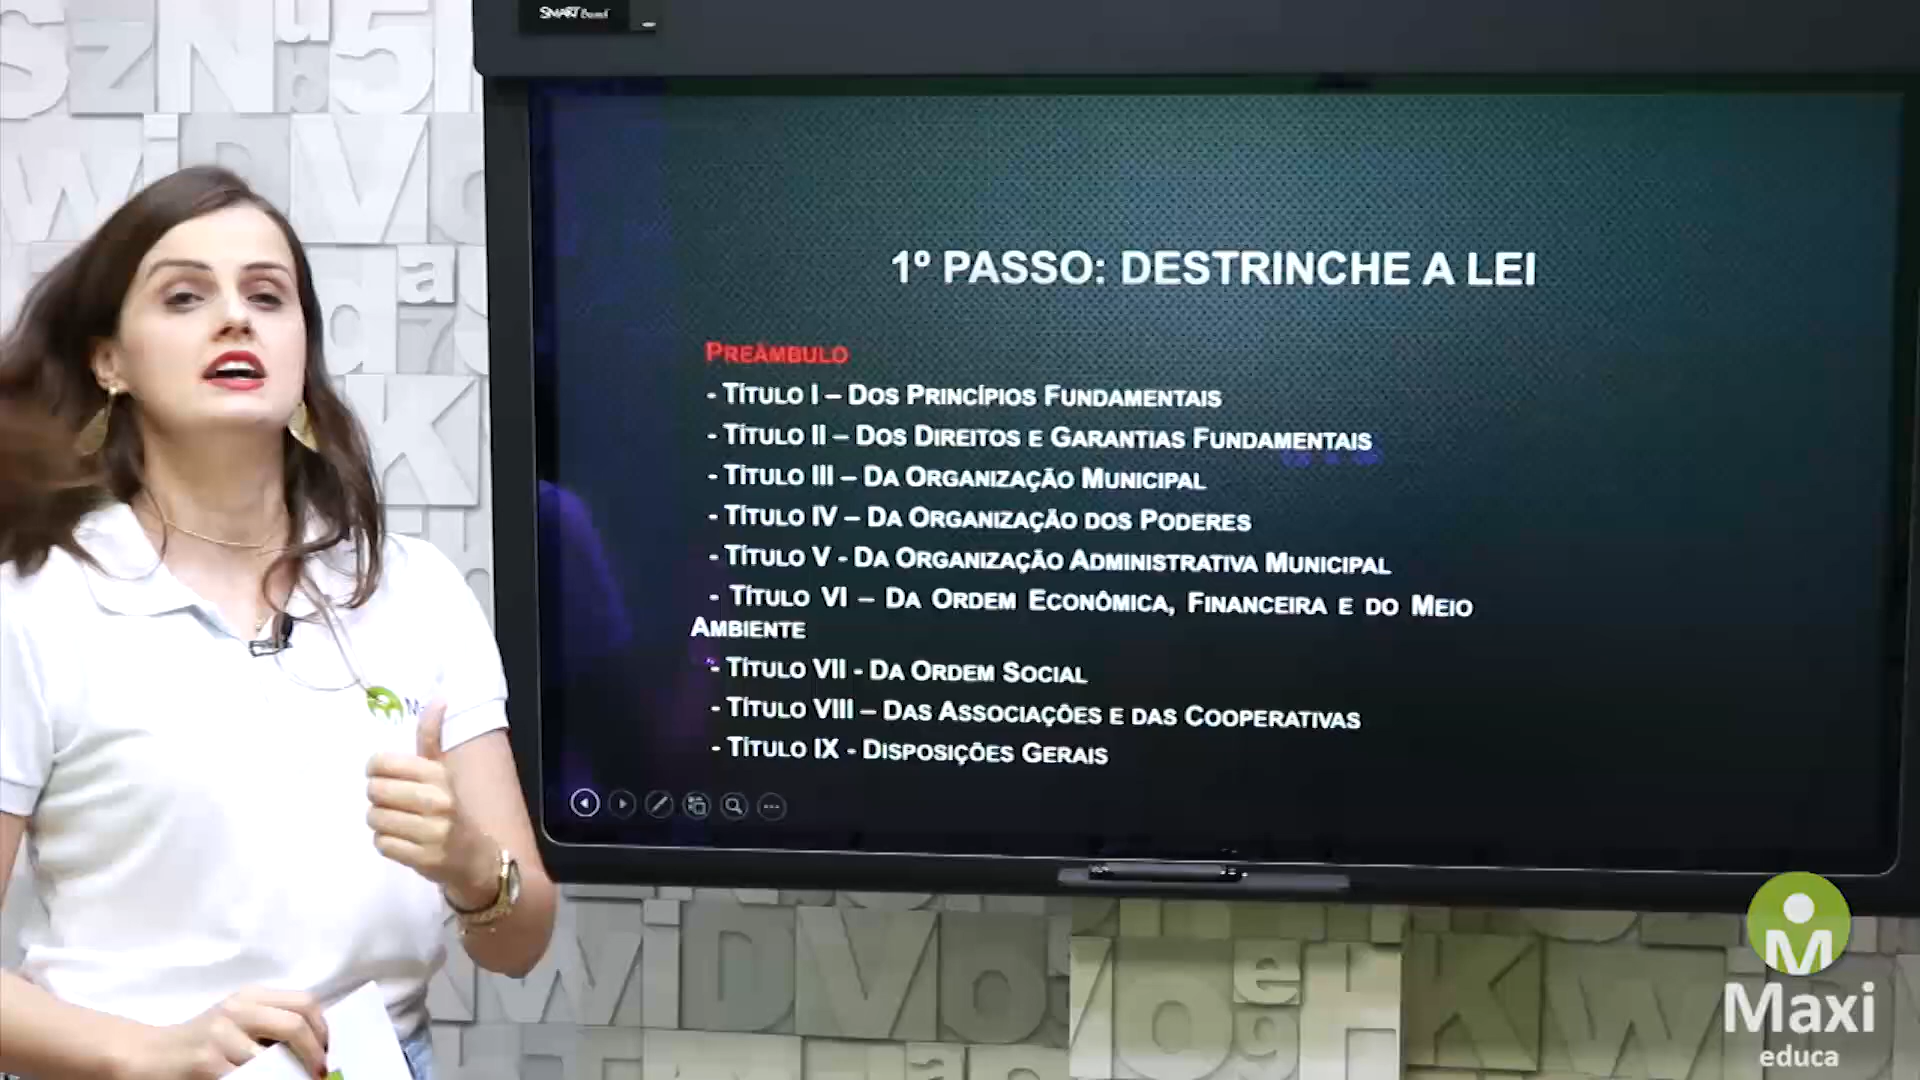 SMART Board
1º PASSO: DESTRINCHE A LEI
PREÂMBULO
- TÍTULO I – DOS PRINCÍPIOS FUNDAMENTAIS
- TÍTULO II – DOS DIREITOS E GARANTIAS FUNDAMENTAIS
- TÍTULO III – DA ORGANIZAÇÃO MUNICIPAL
- TÍTULO IV – DA ORGANIZAÇÃO DOS PODERES
- TÍTULO V - DA ORGANIZAÇÃO ADMINISTRATIVA MUNICIPAL
- TÍTULO VI – DA ORDEM ECONÔMICA, FINANCEIRA E DO MEIO
AMBIENTE
- TÍTULO VII - DA ORDEM SOCIAL
- TÍTULO VIII – DAS ASSOCIAÇÕES E DAS COOPERATIVAS
- TÍTULO IX - DISPOSIÇÕES GERAIS
M
Maxi
educa